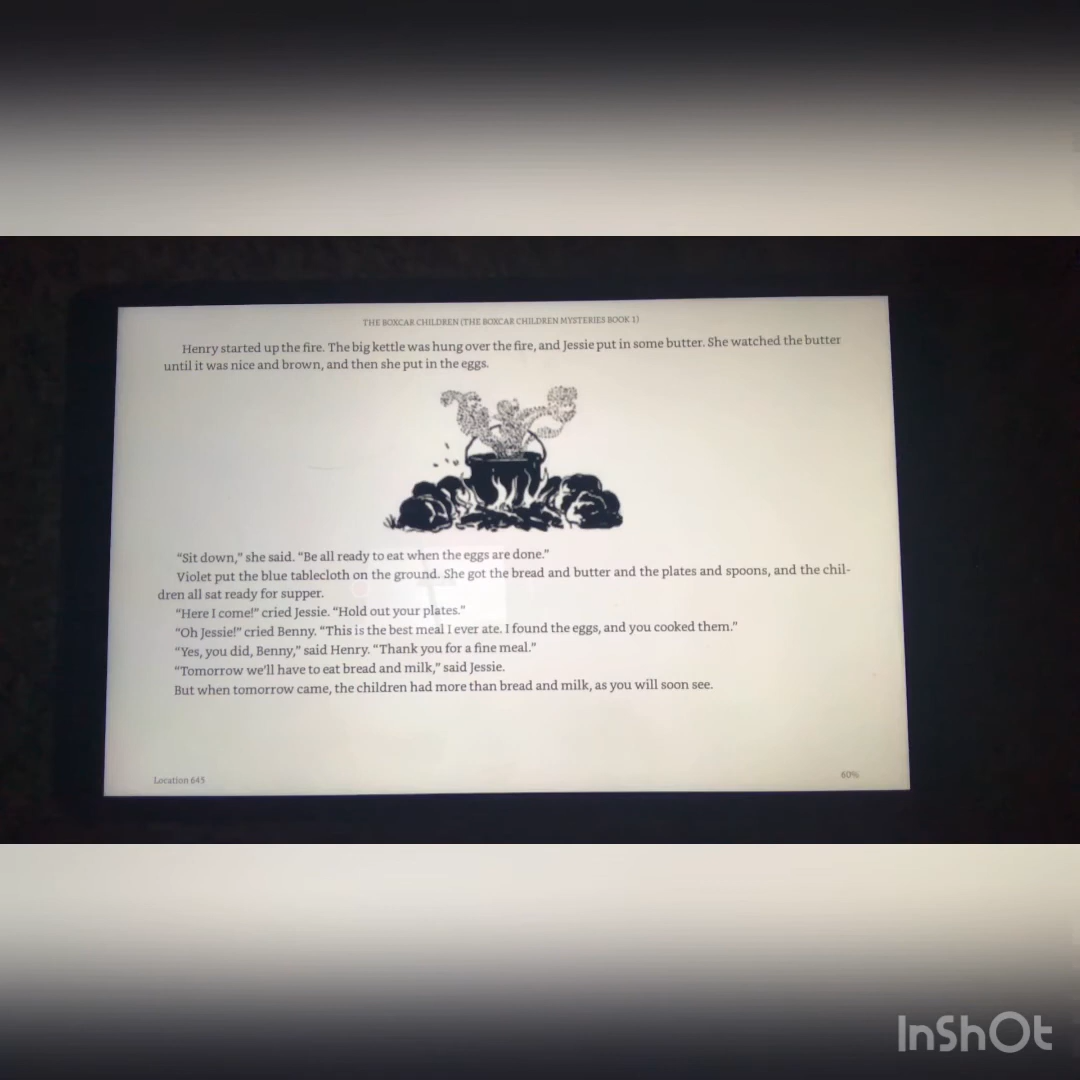 THE BOXCAR CHILDREN (THE BOXCAR CHILDREN MYSTERIES BOOK 1)
Henry started up the fire. The big kettle was hung over the fire, and Jessie put in some butter. She watched the butter
until it was nice and brown, and then she put in the eggs.
“Sit down,” she said. “Be all ready to eat when the eggs are done.”
Violet put the blue tablecloth on the ground. She got the bread and butter and the plates and spoons, and the chil-
dren all sat ready for supper.
“Here I come!” cried Jessie. “Hold out your plates.”
“Oh Jessie!” cried Benny. “This is the best meal I ever ate. I found the eggs, and you cooked them.”
“Yes, you did, Benny,” said Henry. “Thank you for a fine meal.”
“Tomorrow we'll have to eat bread and milk,” said Jessie.
But when tomorrow came, the children had more than bread and milk, as you will soon see.
Location 645
60%
InShOt